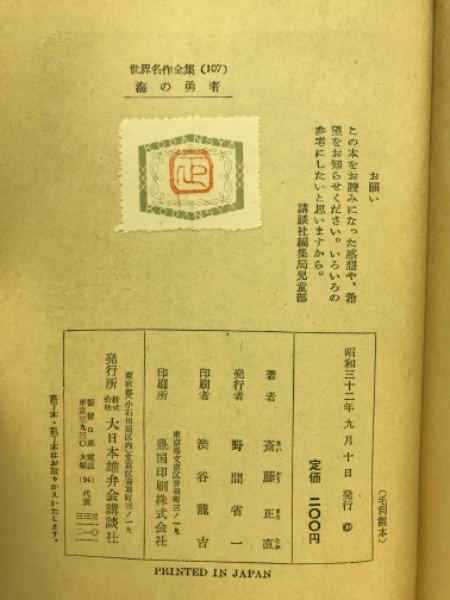 世界名作全集(107)
海の勇者
KODANSYA
正
KODANSYA
お願い
この本をお読みになった感想や、希
望をお知らせください。いろいろの
参考にしたいと思いますから。
講談社編集局児童部
昭和三十二年九月十日 発行 ©
(毛利製本)
定価 二〇〇円
著者 斎藤正直
発行者 野間省一
印刷者 渋谷龍吉
東京都文京区音羽町三ノ一九
印刷所 豊国印刷株式会社
東京都(小石川局区内)文京区音羽町三ノ一九
発行所 株式会社 大日本雄弁会講談社
振替口座 東京三九三〇
電話 大塚(94)代表
落丁本・乱丁本はお取りかえいたします。
PRINTED IN JAPAN